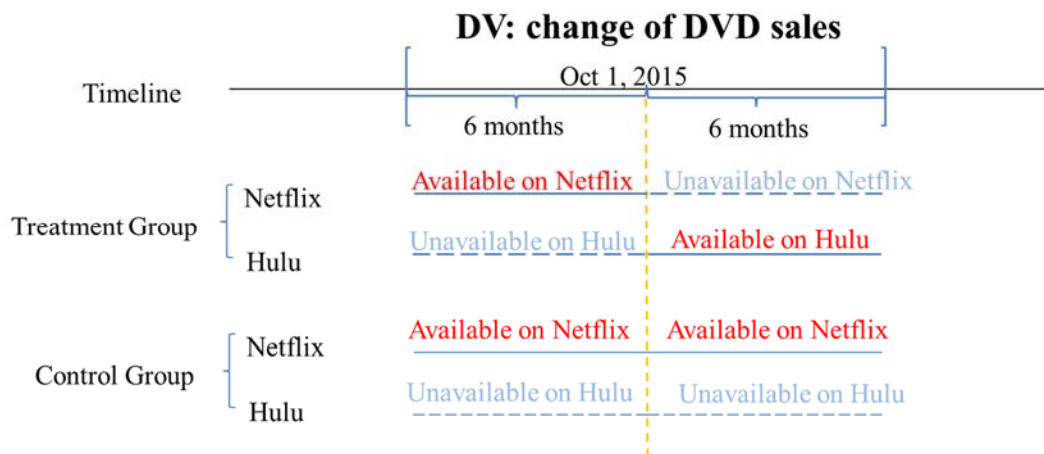 DV: change of DVD sales
Oct 1, 2015
Timeline
6 months 6 months
Available on Netflix Unavailable on Netflix
Netflix
Treatment Group
Unavailable on Hulu Available on Hulu
Hulu
Available on Netflix Available on Netflix
Netflix
Control Group
Unavailable on Hulu Unavailable on Hulu
Hulu